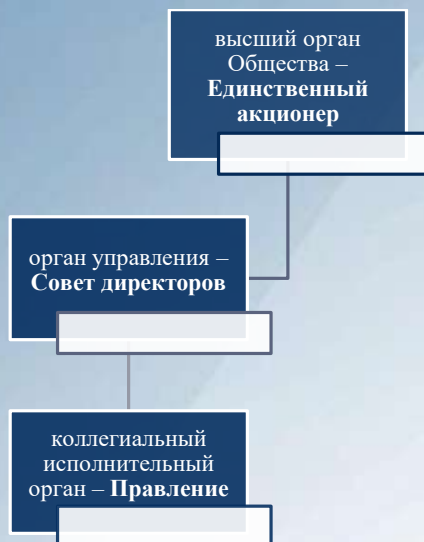 высший орган
Общества –
Единственный
акционер
орган управления –
Совет директоров
коллегиальный
исполнительный
орган – Правление